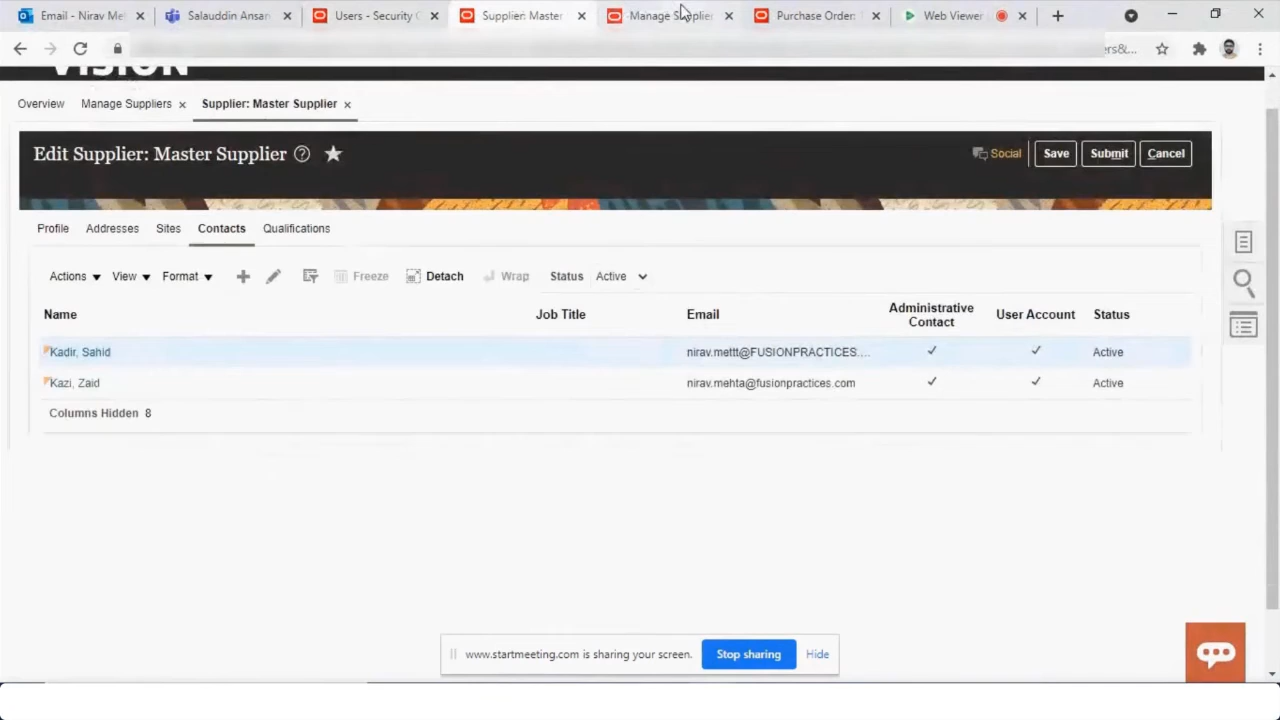 Email - Nirav Me
Salauddin Ansar
Users - Security C
Supplier: Master
Manage Supplier
Purchase Order:
Web Viewer
ers&...
VISION
Overview Manage Suppliers Supplier: Master Supplier
Edit Supplier: Master Supplier
Social Save Submit Cancel
Profile Addresses Sites Contacts Qualifications
Actions View Format Freeze Detach Wrap Status Active
Name Job Title Email Administrative Contact User Account Status
Kadir, Sahid nirav.mettt@FUSIONPRACTICES.... Active
Kazi, Zaid nirav.mehta@fusionpractices.com Active
Columns Hidden 8
www.startmeeting.com is sharing your screen. Stop sharing Hide